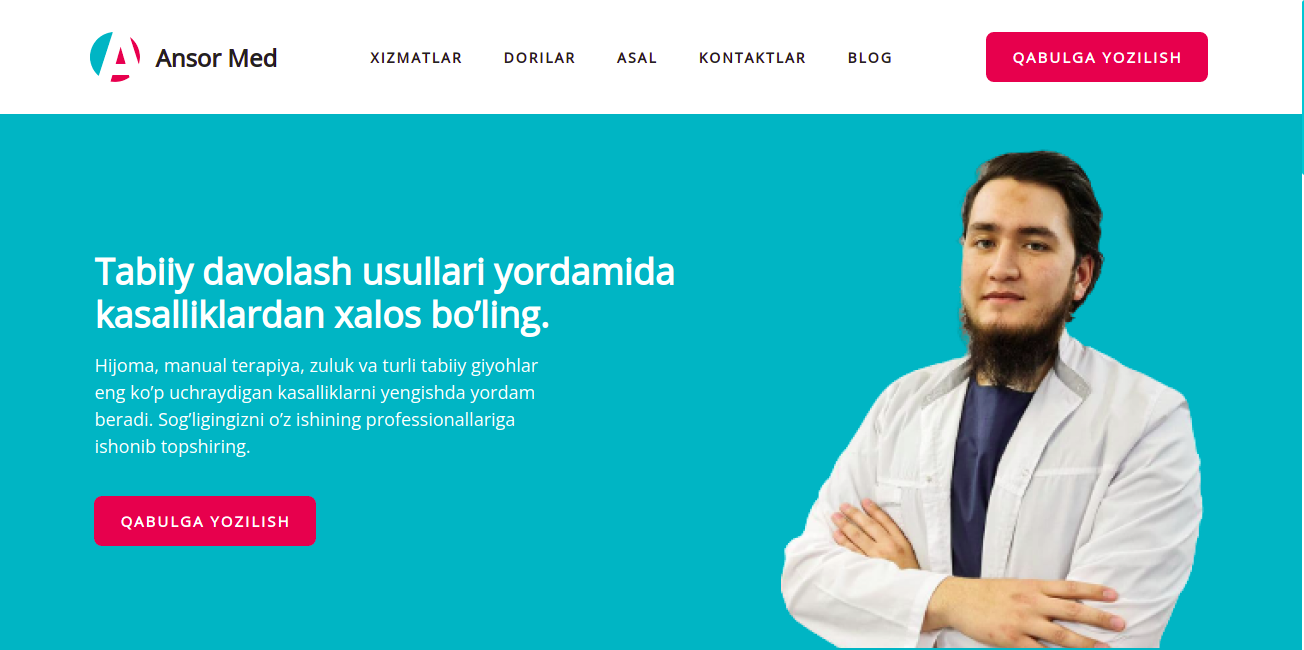 Ansor Med
XIZMATLAR
DORILAR
ASAL
KONTAKTLAR
BLOG
QABULGA YOZILISH
Tabiiy davolash usullari yordamida
kasalliklardan xalos bo’ling.
Hijoma, manual terapiya, zuluk va turli tabiiy giyohlar
eng ko’p uchraydigan kasalliklarni yengishda yordam
beradi. Sog’ligingizni o’z ishining professionallariga
ishonib topshiring.
QABULGA YOZILISH